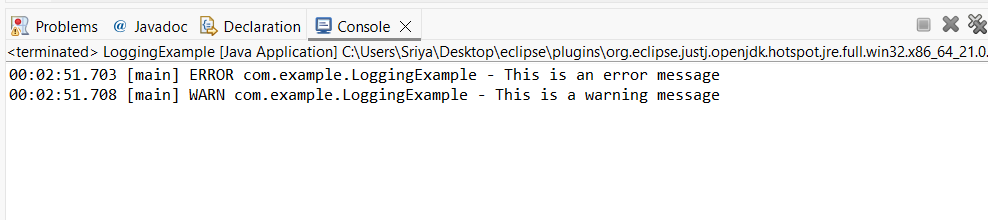 Problems @ Javadoc Declaration Console
<terminated> LoggingExample [Java Application] C:\Users\Sriya\Desktop\eclipse\plugins\org.eclipse.justj.openjdk.hotspot.jre.full.win32.x86_64_21.0.
00:02:51.703 [main] ERROR com.example.LoggingExample - This is an error message
00:02:51.708 [main] WARN com.example.LoggingExample - This is a warning message